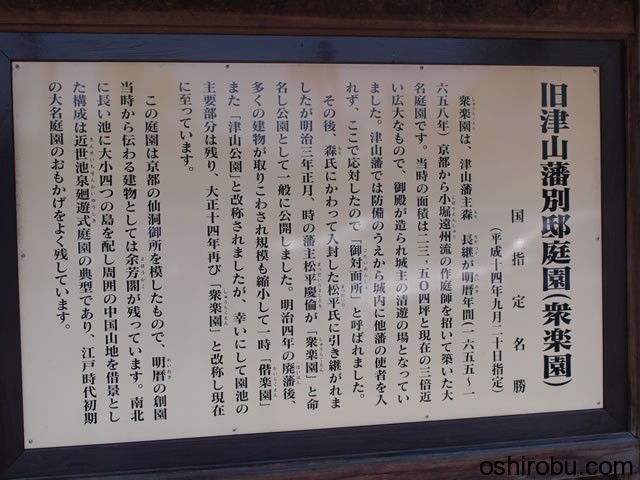 旧津山藩別邸庭園(衆楽園)
国指定名勝
(平成十四年九月二十日指定)
衆楽園は、津山藩主森 長継が明暦年間(一六五五〜一
六五八年)京都から小堀遠州流の作庭師を招いて築いた大
名庭園です。当時の面積は二三,五〇四坪と現在の三倍近
い広大なもので、御殿が造られ城主の清遊の場となってい
ました。津山藩では防備のうえから城内に他藩の使者を入
れず、ここで応対したので「御対面所」と呼ばれました。
その後、森氏にかわって入封した松平氏に引き継がれま
したが明治三年正月、時の藩主松平慶倫が「衆楽園」と命
名し公園として一般に公開しました。明治四年の廃藩後、
多くの建物が取りこわされ規模も縮小して一時「偕楽園」
また「津山公園」と改称されましたが、幸いにして園池の
主要部分は残り、大正十四年再び「衆楽園」と改称し現在
に至っています。
この庭園は京都の仙洞御所を模したもので、明暦の創園
当時から伝わる建物としては余芳閣が残っています。南北
に長い池に大小四つの島を配し周囲の中国山地を借景とし
た構成は近世池泉廻遊式庭園の典型であり、江戸時代初期
の大名庭園のおもかげをよく残しています。
oshirobu.com